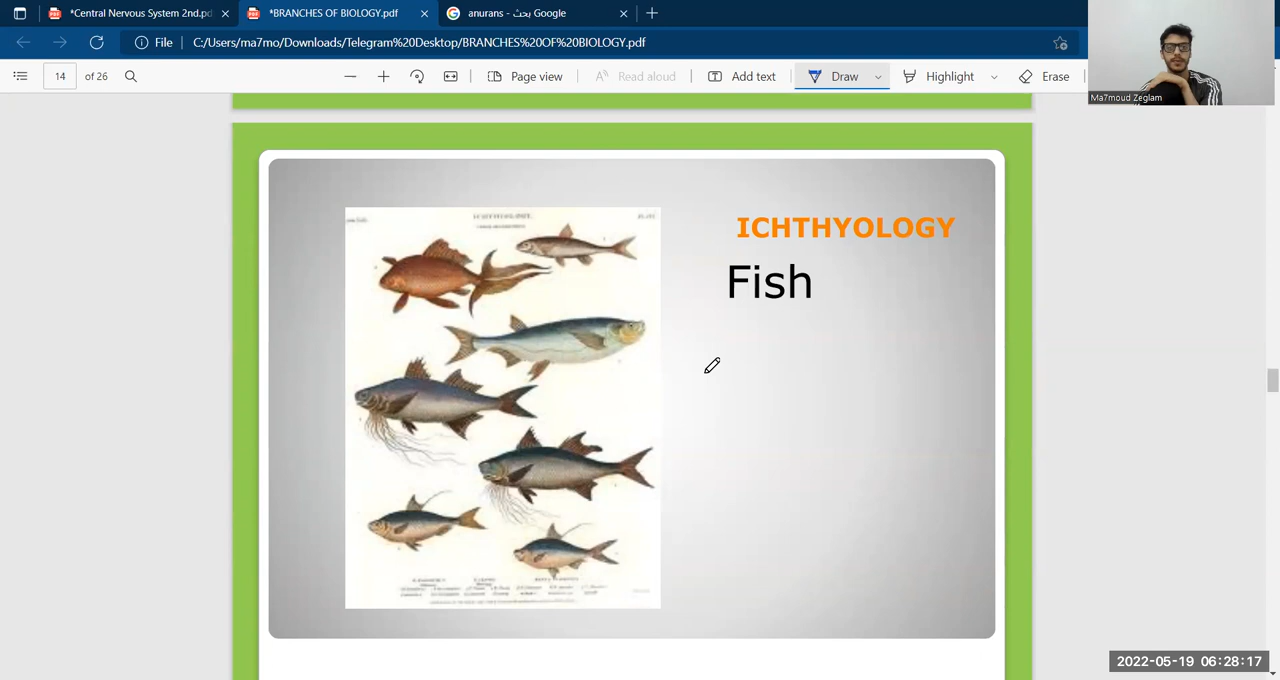 *Central Nervous System 2nd.pd
*BRANCHES OF BIOLOGY.pdf
anurans - بحث Google
File
C:/Users/ma7mo/Downloads/Telegram%20Desktop/BRANCHES%20OF%20BIOLOGY.pdf
14 of 26
Page view
Read aloud
Add text
Draw
Highlight
Erase
Ma7moud Zeglam
ICHTHYOLOGY
Fish
2022-05-19 06:28:17